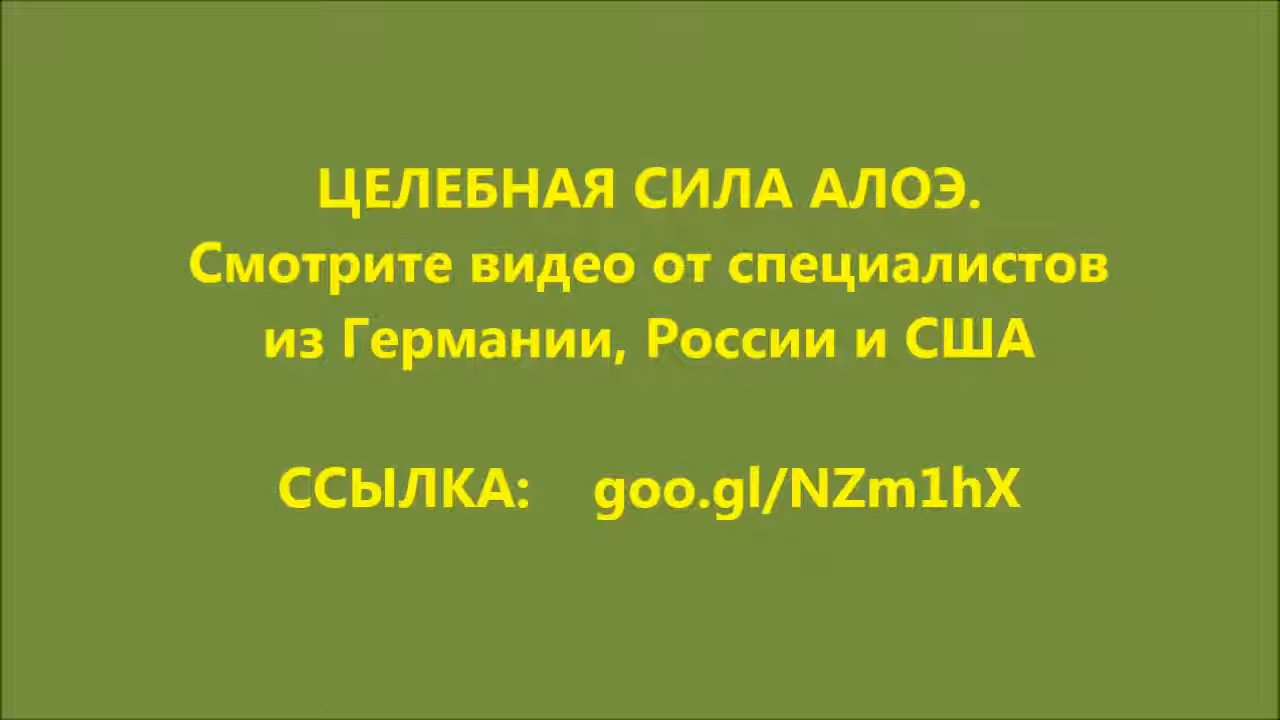 ЦЕЛЕБНАЯ СИЛА АЛОЭ.
Смотрите видео от специалистов
из Германии, России и США
ССЫЛКА: goo.gl/NZm1hX